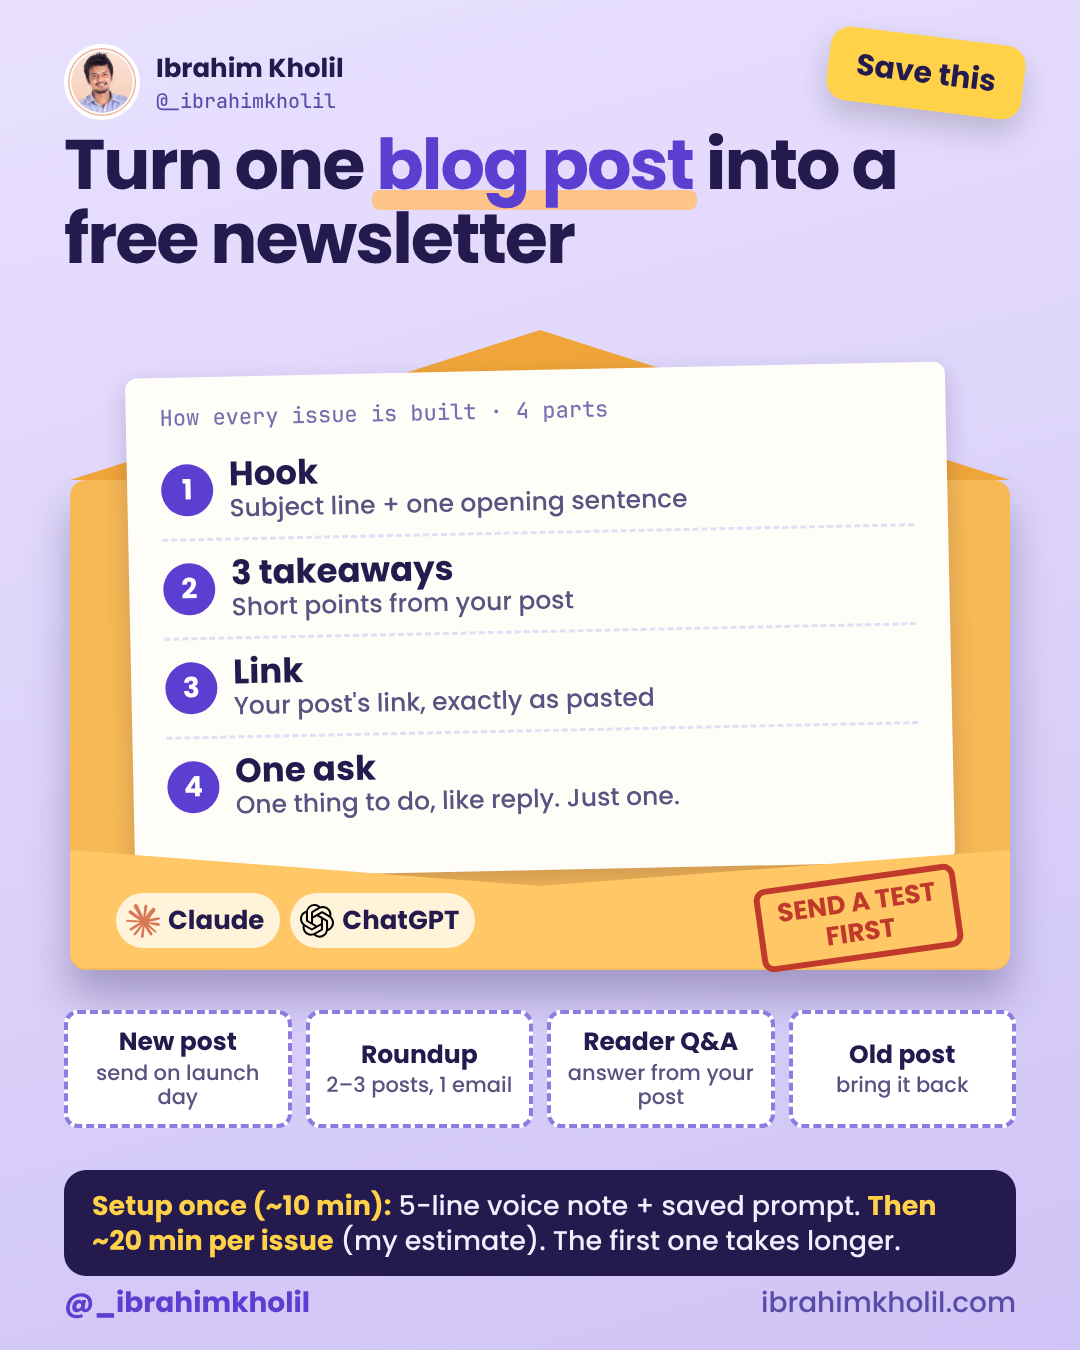 Ibrahim Kholil
@_ibrahimkholil
Save this
Turn one blog post into a
free newsletter
How every issue is built · 4 parts
1
Hook
Subject line + one opening sentence
2
3 takeaways
Short points from your post
3
Link
Your post's link, exactly as pasted
4
One ask
One thing to do, like reply. Just one.
Claude
ChatGPT
SEND A TEST
FIRST
New post
send on launch
day
Roundup
2–3 posts, 1 email
Reader Q&A
answer from your
post
Old post
bring it back
Setup once (~10 min): 5-line voice note + saved prompt. Then
~20 min per issue (my estimate). The first one takes longer.
@_ibrahimkholil
ibrahimkholil.com